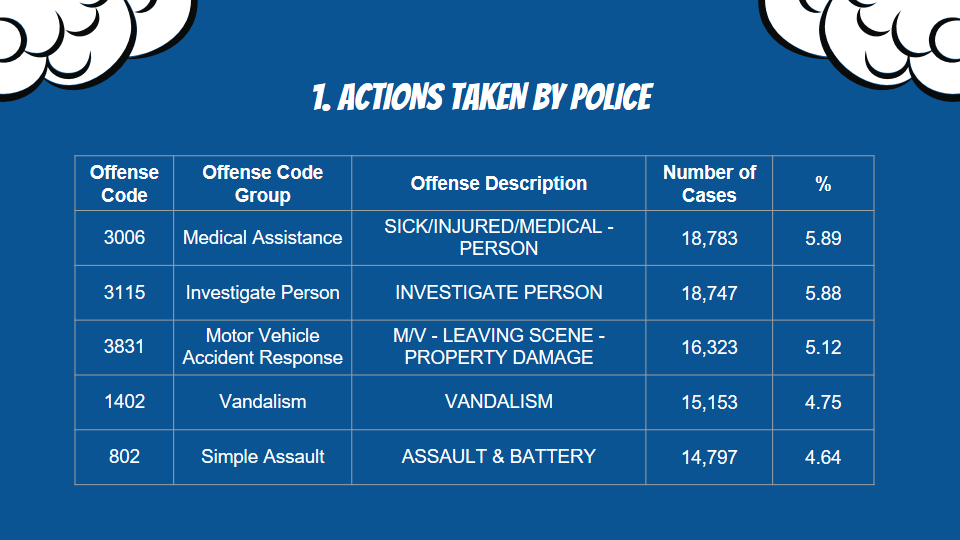 1. ACTIONS TAKEN BY POLICE
Offense Code
Offense Code Group
Offense Description
Number of Cases
%
3006
Medical Assistance
SICK/INJURED/MEDICAL -
PERSON
18,783
5.89
3115
Investigate Person
INVESTIGATE PERSON
18,747
5.88
3831
Motor Vehicle
Accident Response
M/V - LEAVING SCENE -
PROPERTY DAMAGE
16,323
5.12
1402
Vandalism
VANDALISM
15,153
4.75
802
Simple Assault
ASSAULT & BATTERY
14,797
4.64